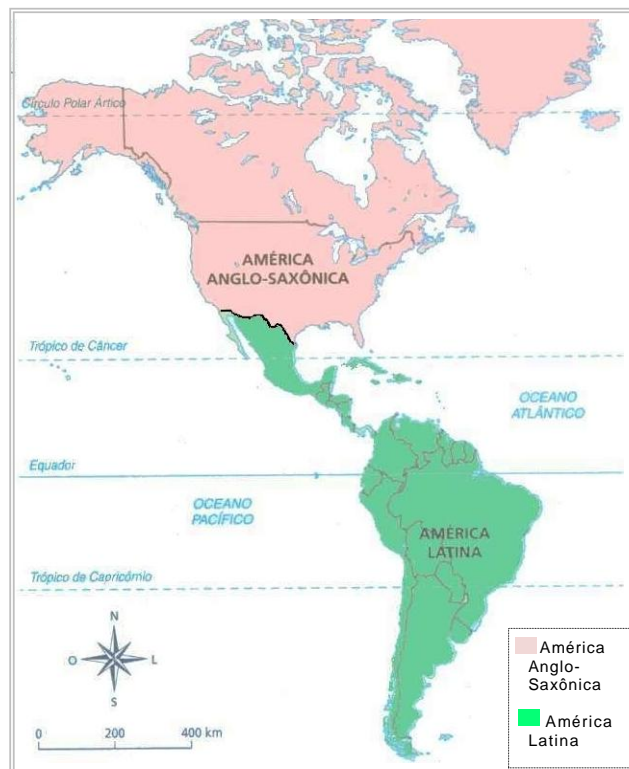 Círculo Polar Ártico
AMÉRICA
ANGLO-SAXÔNICA
Trópico de Câncer
OCEANO
ATLÂNTICO
Equador
OCEANO
PACÍFICO
AMÉRICA
LATINA
Trópico de Capricórnio
N
O
L
S
0
200
400 km
América
Anglo-
Saxônica
América
Latina